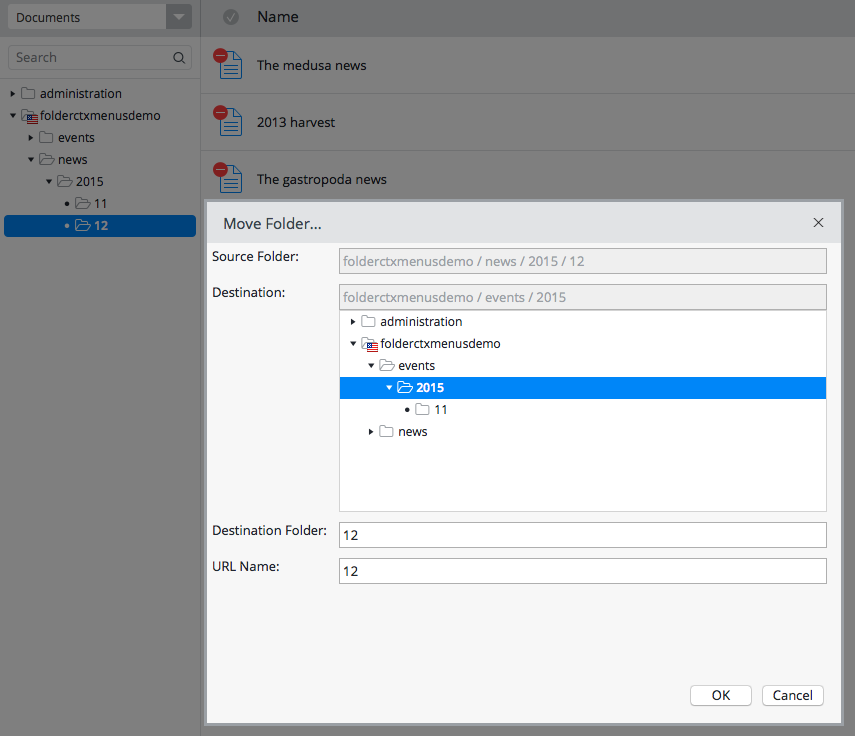 Documents
Name
Search
administration
folderctxmenusdemo
events
news
2015
11
12
The medusa news
2013 harvest
The gastropoda news
Move Folder...
Source Folder:
folderctxmenusdemo / news / 2015 / 12
Destination:
folderctxmenusdemo / events / 2015
administration
folderctxmenusdemo
events
2015
11
news
Destination Folder:
12
URL Name:
12
OK
Cancel